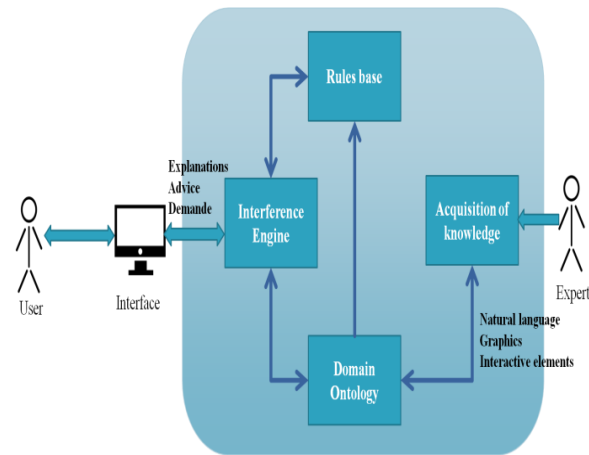 Rules base
Explanations
Advice
Demande
Interference
Engine
Acquisition of
knowledge
User
Interface
Expert
Natural language
Graphics
Interactive elements
Domain
Ontology